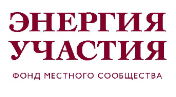 ЭНЕРГИЯ
УЧАСТИЯ
ФОНД МЕСТНОГО СООБЩЕСТВА